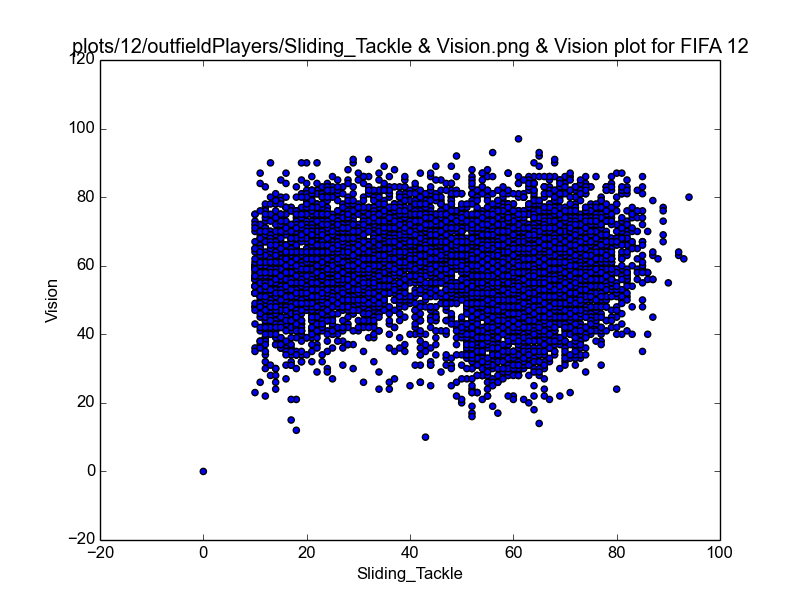 plots/12/outfieldPlayers/Sliding_Tackle & Vision.png & Vision plot for FIFA 12
120
100
80
60
40
20
0
−20
Vision
−20 0 20 40 60 80 100
Sliding_Tackle